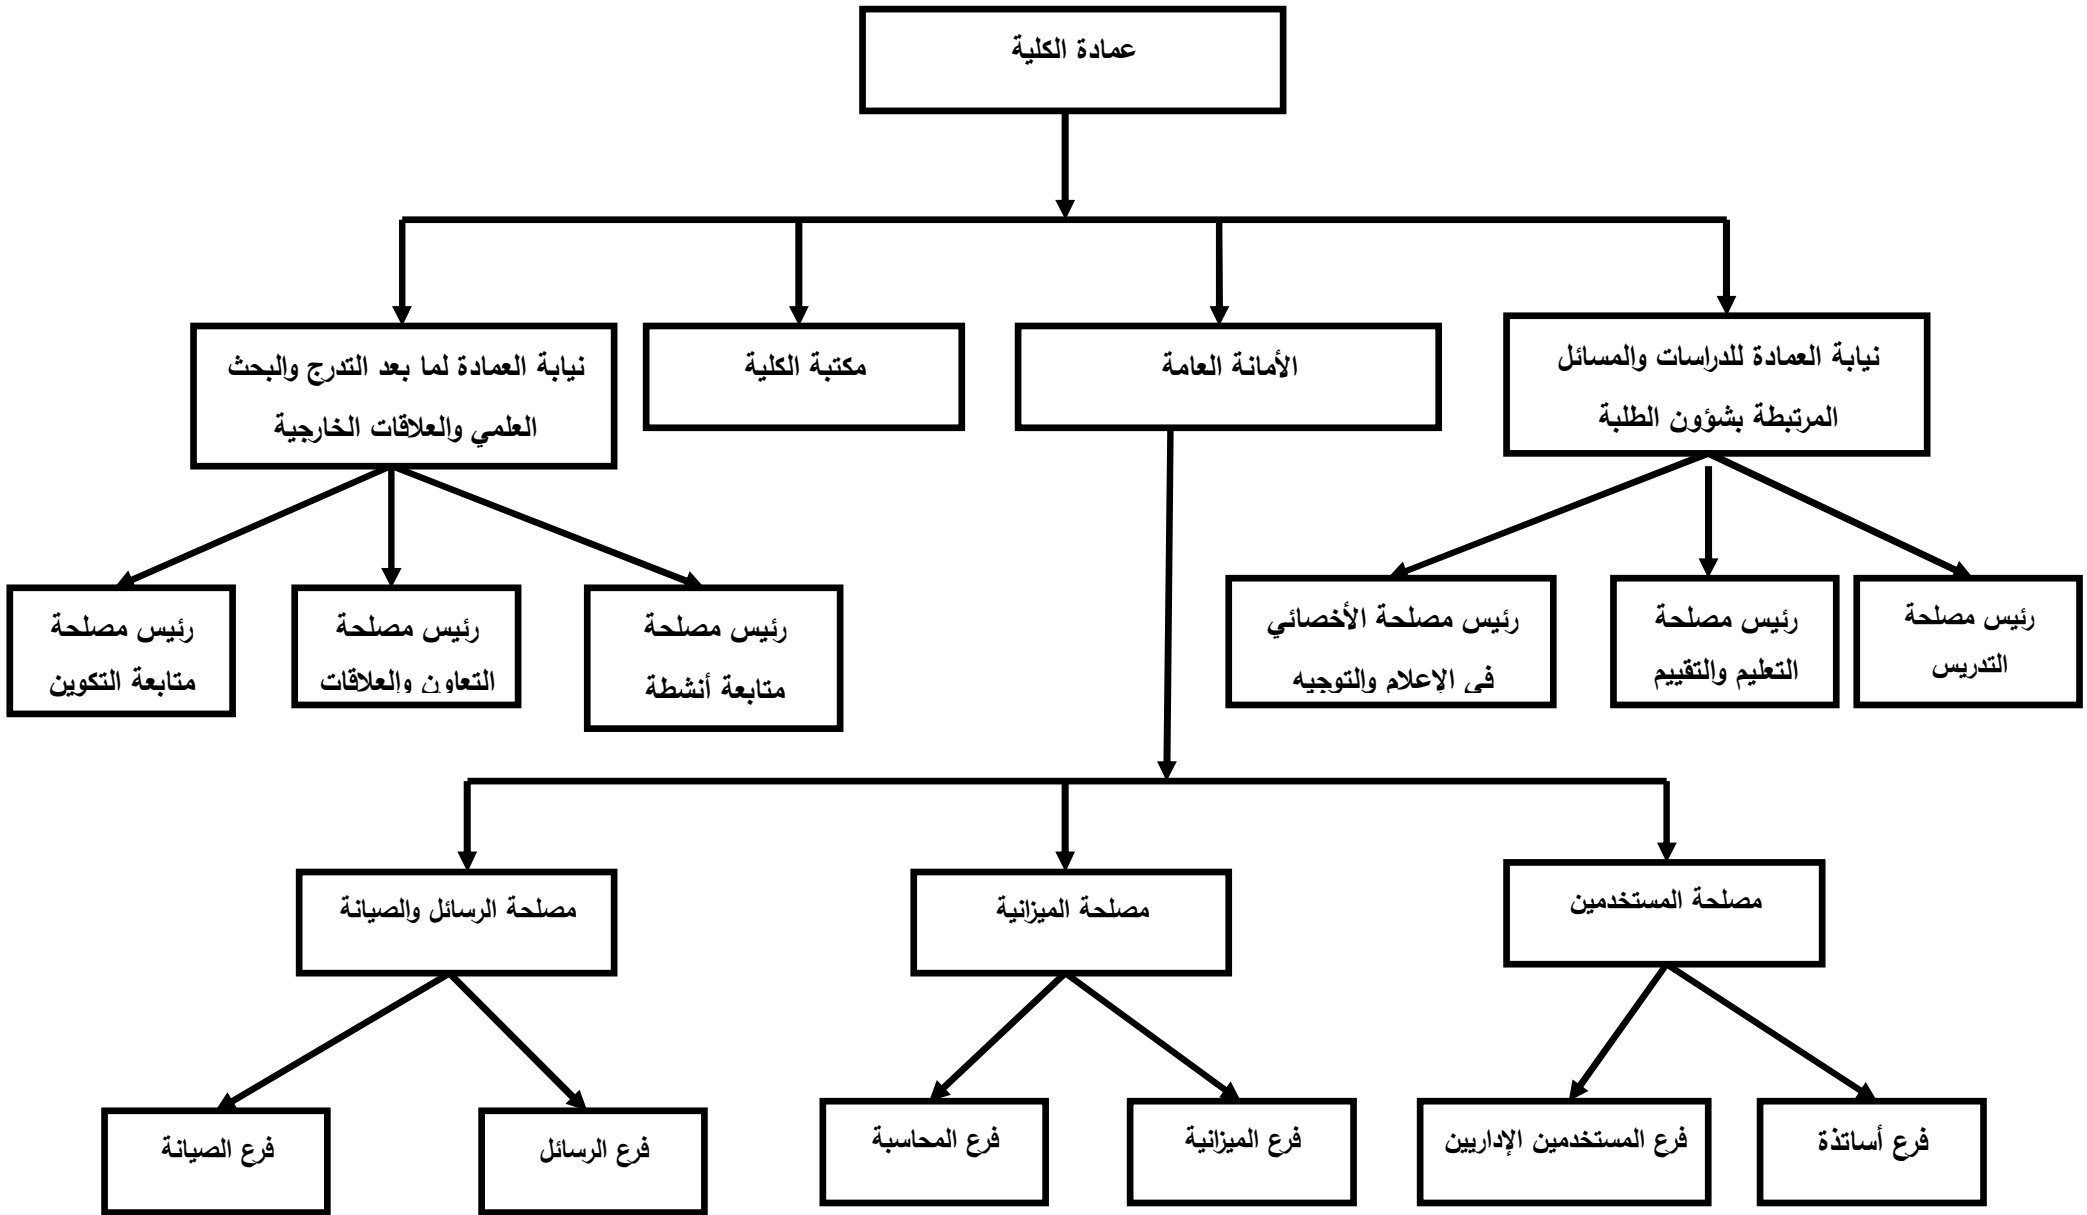 عمادة الكلية
نيابة العمادة للدراسات والمسائل
المرتبطة بشؤون الطلبة
الأمانة العامة
مكتبة الكلية
نيابة العمادة لما بعد التدرج والبحث
العلمي والعلاقات الخارجية
رئيس مصلحة
التدريس
رئيس مصلحة
التعليم والتقييم
رئيس مصلحة الأخصائي
في الإعلام والتوجيه
رئيس مصلحة
متابعة أنشطة
رئيس مصلحة
التعاون والعلاقات
رئيس مصلحة
متابعة التكوين
مصلحة المستخدمين
مصلحة الميزانية
مصلحة الرسائل والصيانة
فرع أساتذة
فرع المستخدمين الإداريين
فرع الميزانية
فرع المحاسبة
فرع الرسائل
فرع الصيانة